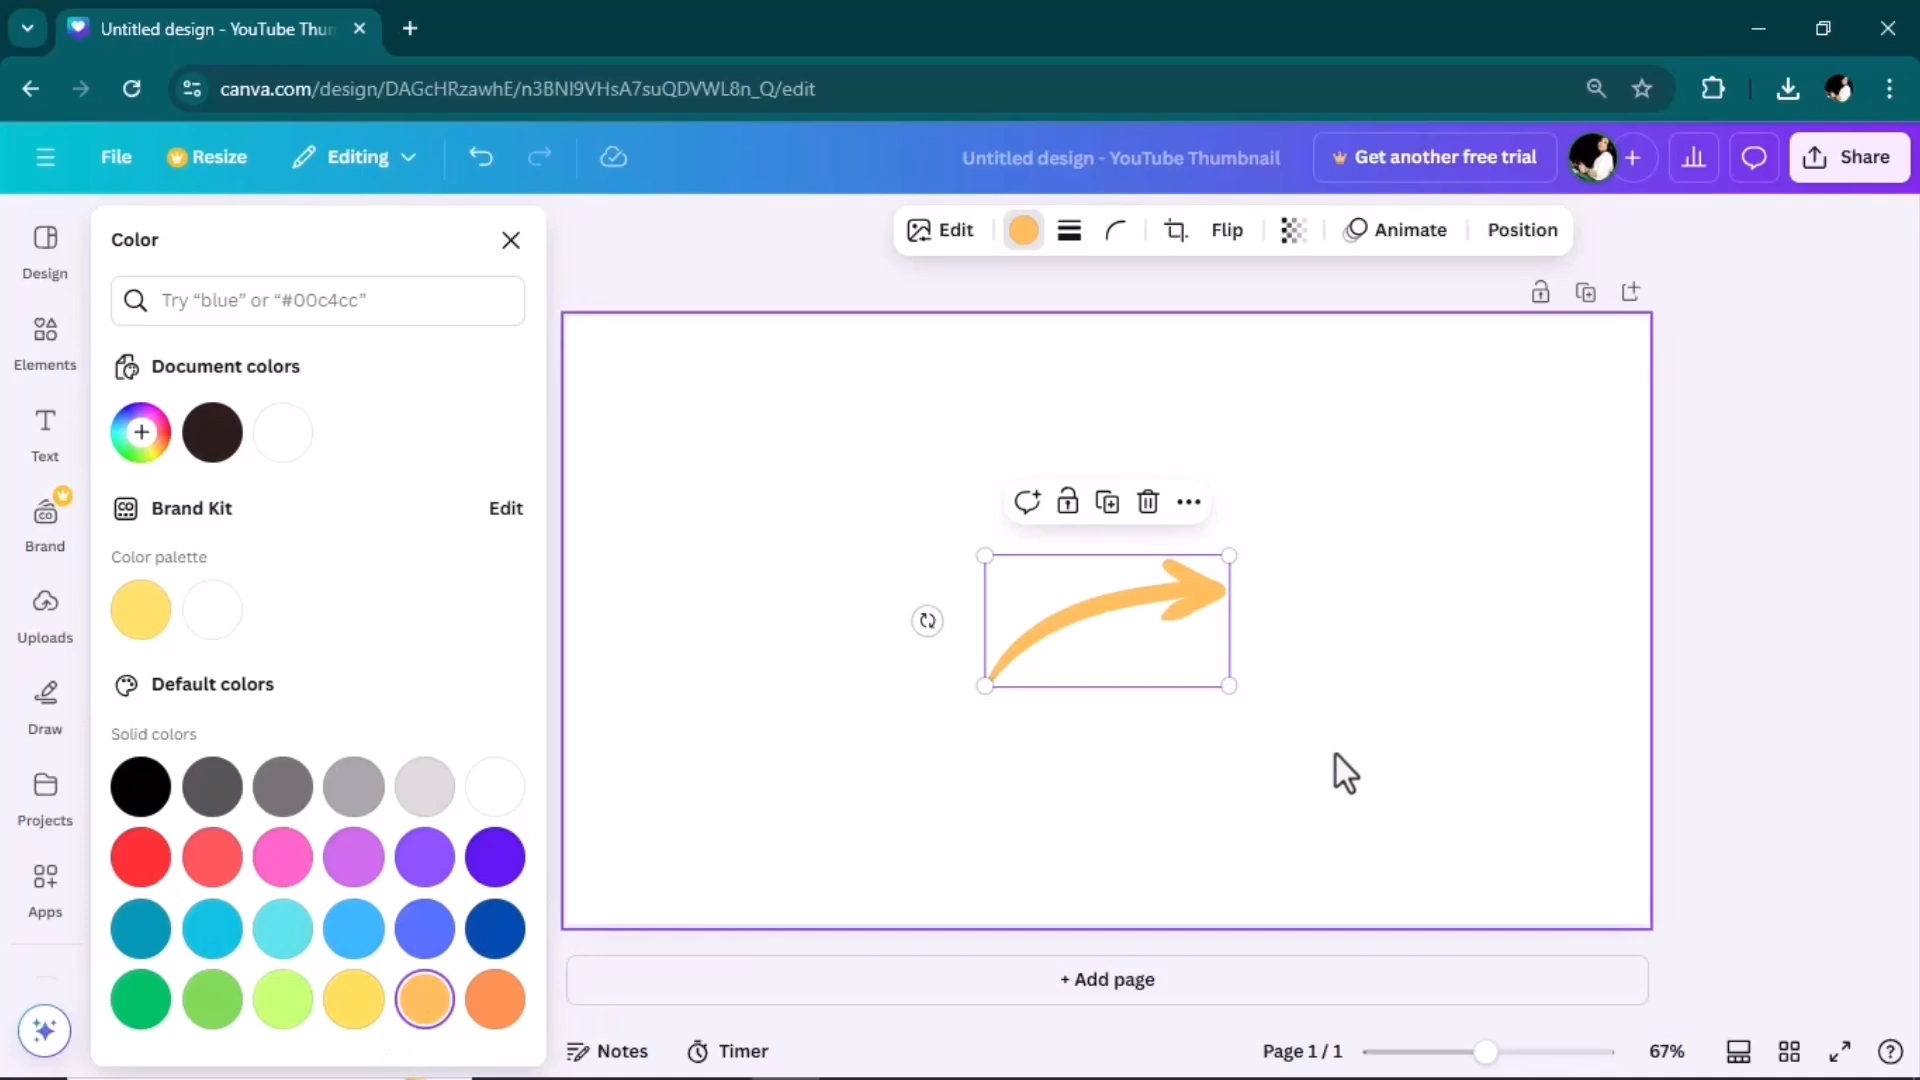 Untitled design - YouTube Thu
canva.com/design/DAGcHRzawhE/n3BNl9VHsA7suQDVWL8n_Q/edit
File
Resize
Editing
Untitled design - YouTube Thumbnail
Get another free trial
Share
Design
Elements
Text
Brand
Uploads
Draw
Projects
Apps
Color
Try “blue” or “#00c4cc”
Document colors
Brand Kit
Edit
Color palette
Default colors
Solid colors
Edit
Flip
Animate
Position
+ Add page
Notes
Timer
Page 1 / 1
67%